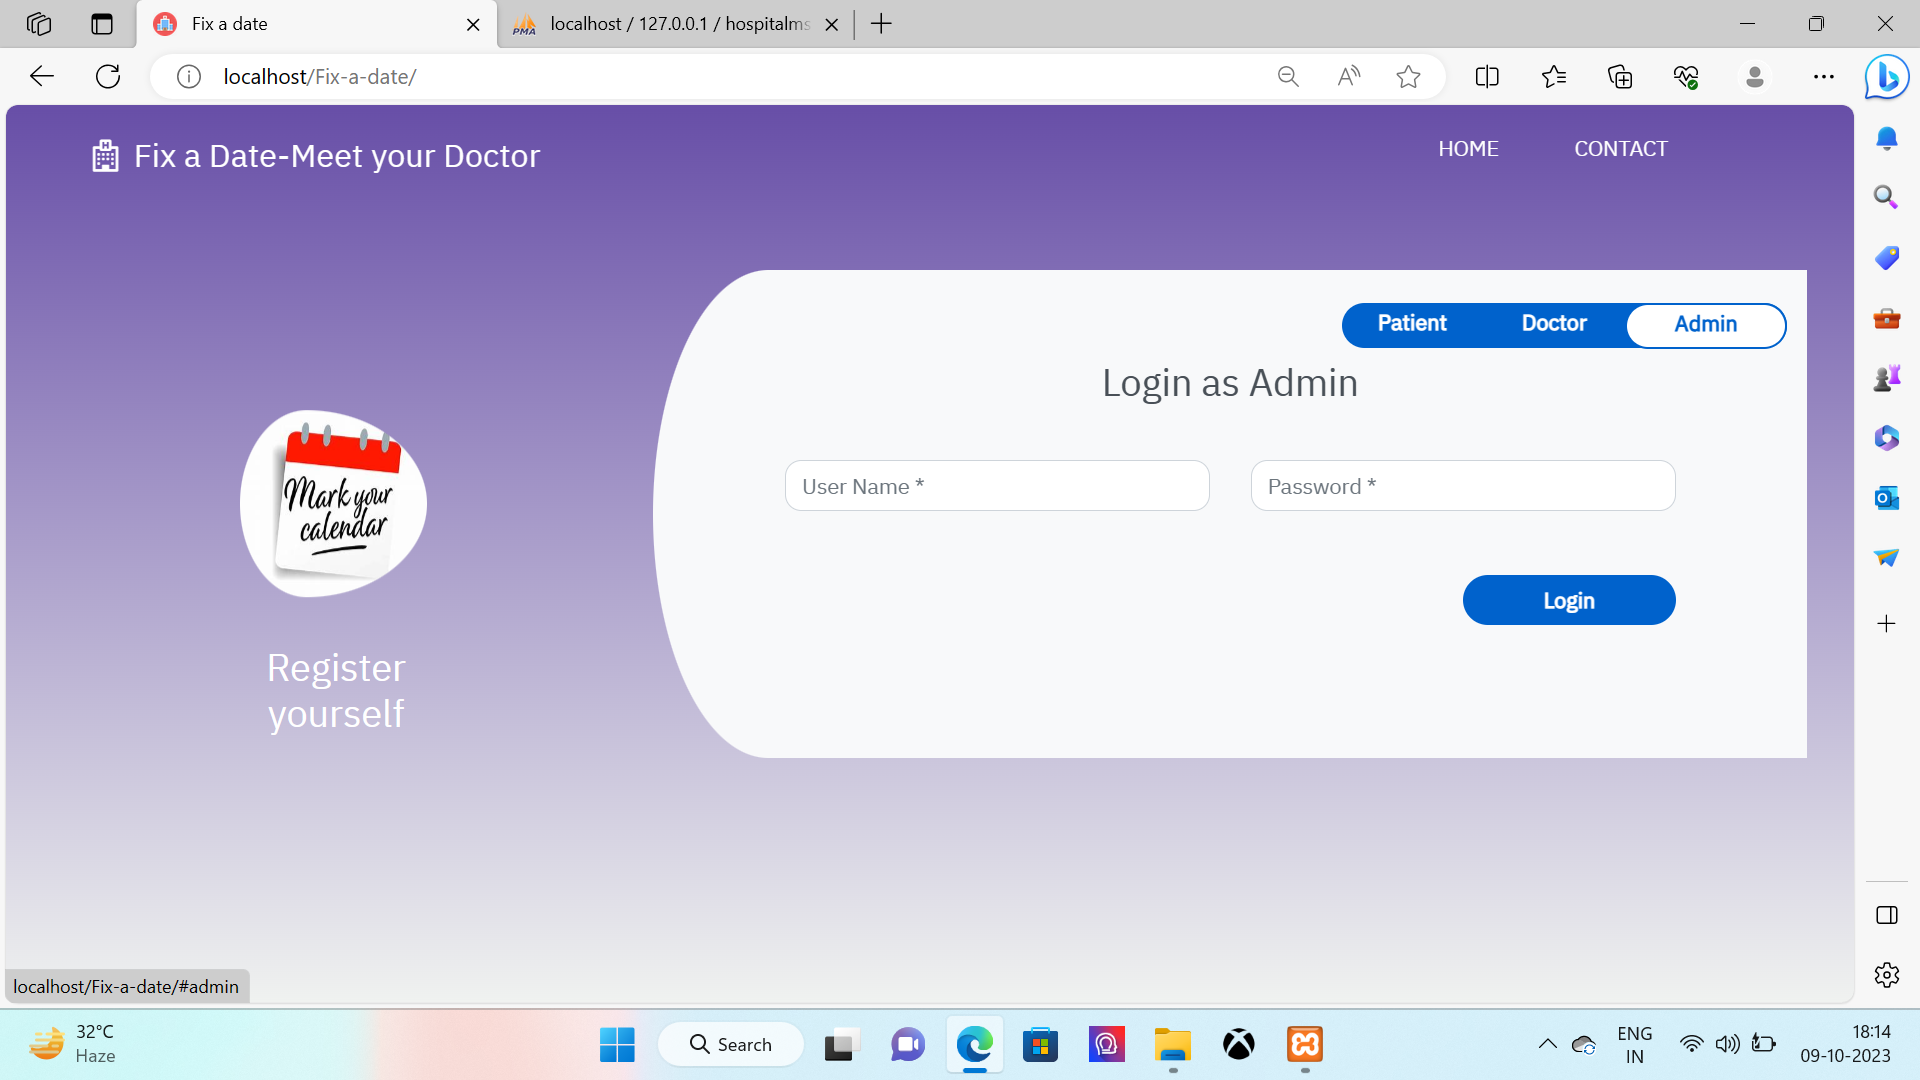 Fix a date
PMA
localhost / 127.0.0.1 / hospitalms
localhost/Fix-a-date/
Fix a Date-Meet your Doctor
HOME
CONTACT
Patient
Doctor
Admin
Login as Admin
User Name *
Password *
Login
Mark your
calendar
Register
yourself
localhost/Fix-a-date/#admin
32°C
Haze
Search
ENG
IN
18:14
09-10-2023